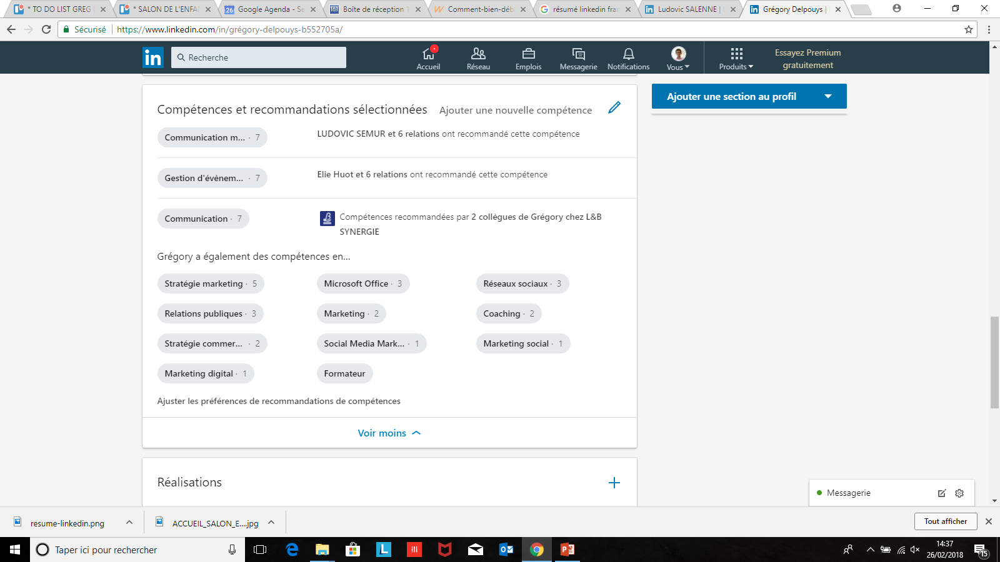 * TO DO LIST GREG |
* SALON DE L'ENFA
26 Google Agenda - Se
1&1 Boîte de réception 1
W Comment-bien-déb
G résumé linkedin fran
in Ludovic SALENNE | L
in Grégory Delpouys |
Sécurisé https://www.linkedin.com/in/grégory-delpouys-b552705a/
in
Recherche
Accueil
Réseau
Emplois
Messagerie
Notifications
Vous
Produits
Essayez Premium
gratuitement
Compétences et recommandations sélectionnées Ajouter une nouvelle compétence
Ajouter une section au profil
Communication m... · 7 LUDOVIC SEMUR et 6 relations ont recommandé cette compétence
Gestion d'évènem... · 7 Elie Huot et 6 relations ont recommandé cette compétence
Communication · 7 Compétences recommandées par 2 collègues de Grégory chez L&B
SYNERGIE
Grégory a également des compétences en...
Stratégie marketing · 5 Microsoft Office · 3 Réseaux sociaux · 3
Relations publiques · 3 Marketing · 2 Coaching · 2
Stratégie commer... · 2 Social Media Mark... · 1 Marketing social · 1
Marketing digital · 1 Formateur
Ajuster les préférences de recommandations de compétences
Voir moins
Réalisations
Messagerie
resume-linkedin.png
ACCUEIL_SALON_E....jpg
Tout afficher
Taper ici pour rechercher
14:37
26/02/2018
15